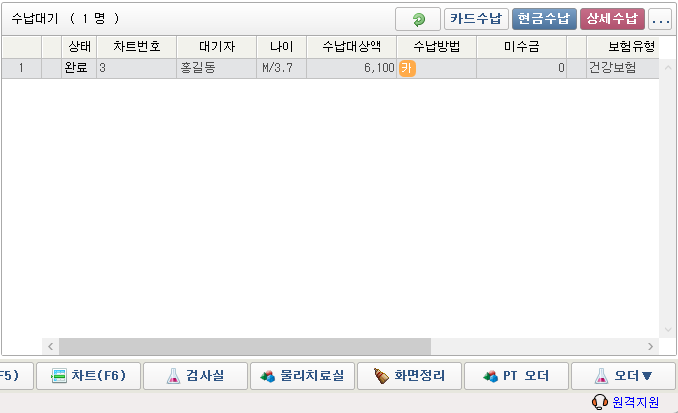 수납대기 ( 1 명 ) 카드수납 현금수납 상세수납 ...
상태 차트번호 대기자 나이 수납대상액 수납방법 미수금 보험유형
1 완료 3 홍길동 M/3.7 6,100 카 0 건강보험
F5) 차트(F6) 검사실 물리치료실 화면정리 PT 오더 오더▼
원격지원